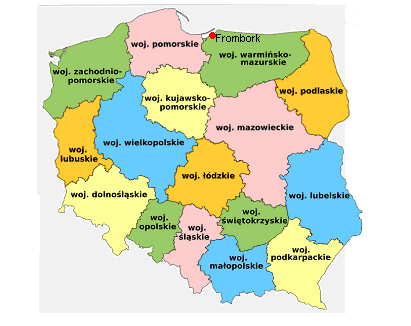 woj. pomorskie
Frombork
woj. warmińsko-
mazurskie
woj. zachodnio-
pomorskie
woj. podlaskie
woj. kujawsko-
pomorskie
woj. mazowieckie
woj. wielkopolskie
woj.
lubuskie
woj. łódzkie
woj. dolnośląskie
woj. lubelskie
woj.
opolskie
woj.
śląskie
woj.
świętokrzyskie
woj.
małopolskie
woj.
podkarpackie